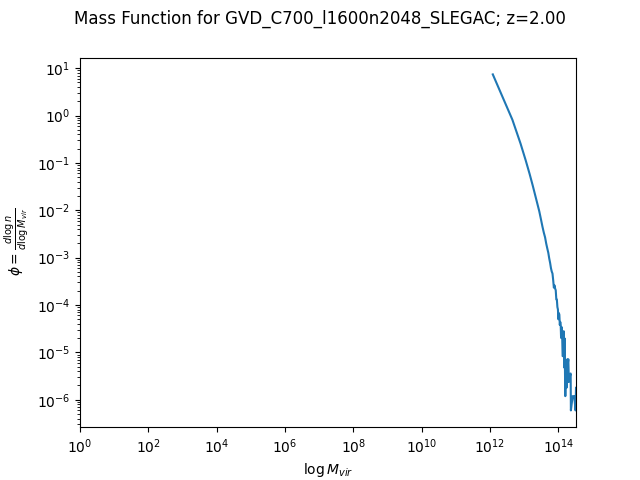 Mass Function for GVD_C700_l1600n2048_SLEGAC; z=2.00
10^1
10^0
10^-1
10^-2
10^-3
10^-4
10^-5
10^-6
ϕ = d log n / d log M_vir
10^0 10^2 10^4 10^6 10^8 10^10 10^12 10^14
log M_vir